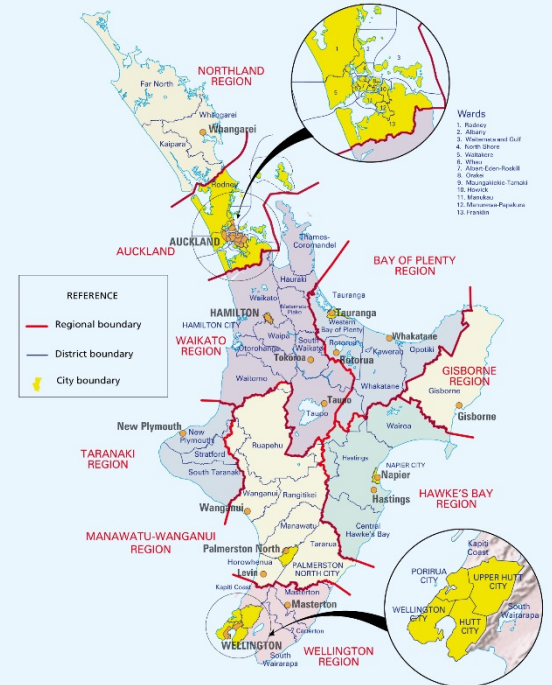 NORTHLAND
REGION
Far North
Whangarei
Whangarei
Kaipara
Rodney
AUCKLAND
AUCKLAND
1
2
3
5
13
Wards
1. Rodney
2. Albany
3. Waitemata and Gulf
4. North Shore
5. Waitakere
6. Whau
7. Albert-Eden-Roskill
8. Orakei
9. Maungakiekie-Tamaki
10. Howick
11. Manukau
12. Manurewa-Papakura
13. Franklin
Thames-
Coromandel
Hauraki
Waikato
BAY OF PLENTY
REGION
REFERENCE
Regional boundary
District boundary
City boundary
HAMILTON
HAMILTON CITY
WAIKATO
REGION
Matamata-
Piako
Waipa
Otorohanga
South
Waikato
Tokoroa
Waitomo
Tauranga
Tauranga
Western
Bay of Plenty
Rotorua
Rotorua
Kawerau
Whakatane
Whakatane
Opotiki
GISBORNE
REGION
Gisborne
Gisborne
Taupo
Taupo
Wairoa
New Plymouth
New
Plymouth
Stratford
South Taranaki
TARANAKI
REGION
Ruapehu
Hastings
NAPIER CITY
Napier
Hastings
HAWKE'S BAY
REGION
Central
Hawke's Bay
Wanganui
Rangitikei
Wanganui
MANAWATU-WANGANUI
REGION
Manawatu
Tararua
Palmerston North
PALMERSTON
NORTH CITY
Horowhenua
Levin
Kapiti Coast
Masterton
Masterton
Carterton
South
Wairarapa
WELLINGTON
WELLINGTON
REGION
Kapiti
Coast
PORIRUA
CITY
UPPER HUTT
CITY
WELLINGTON
CITY
HUTT
CITY
South
Wairarapa